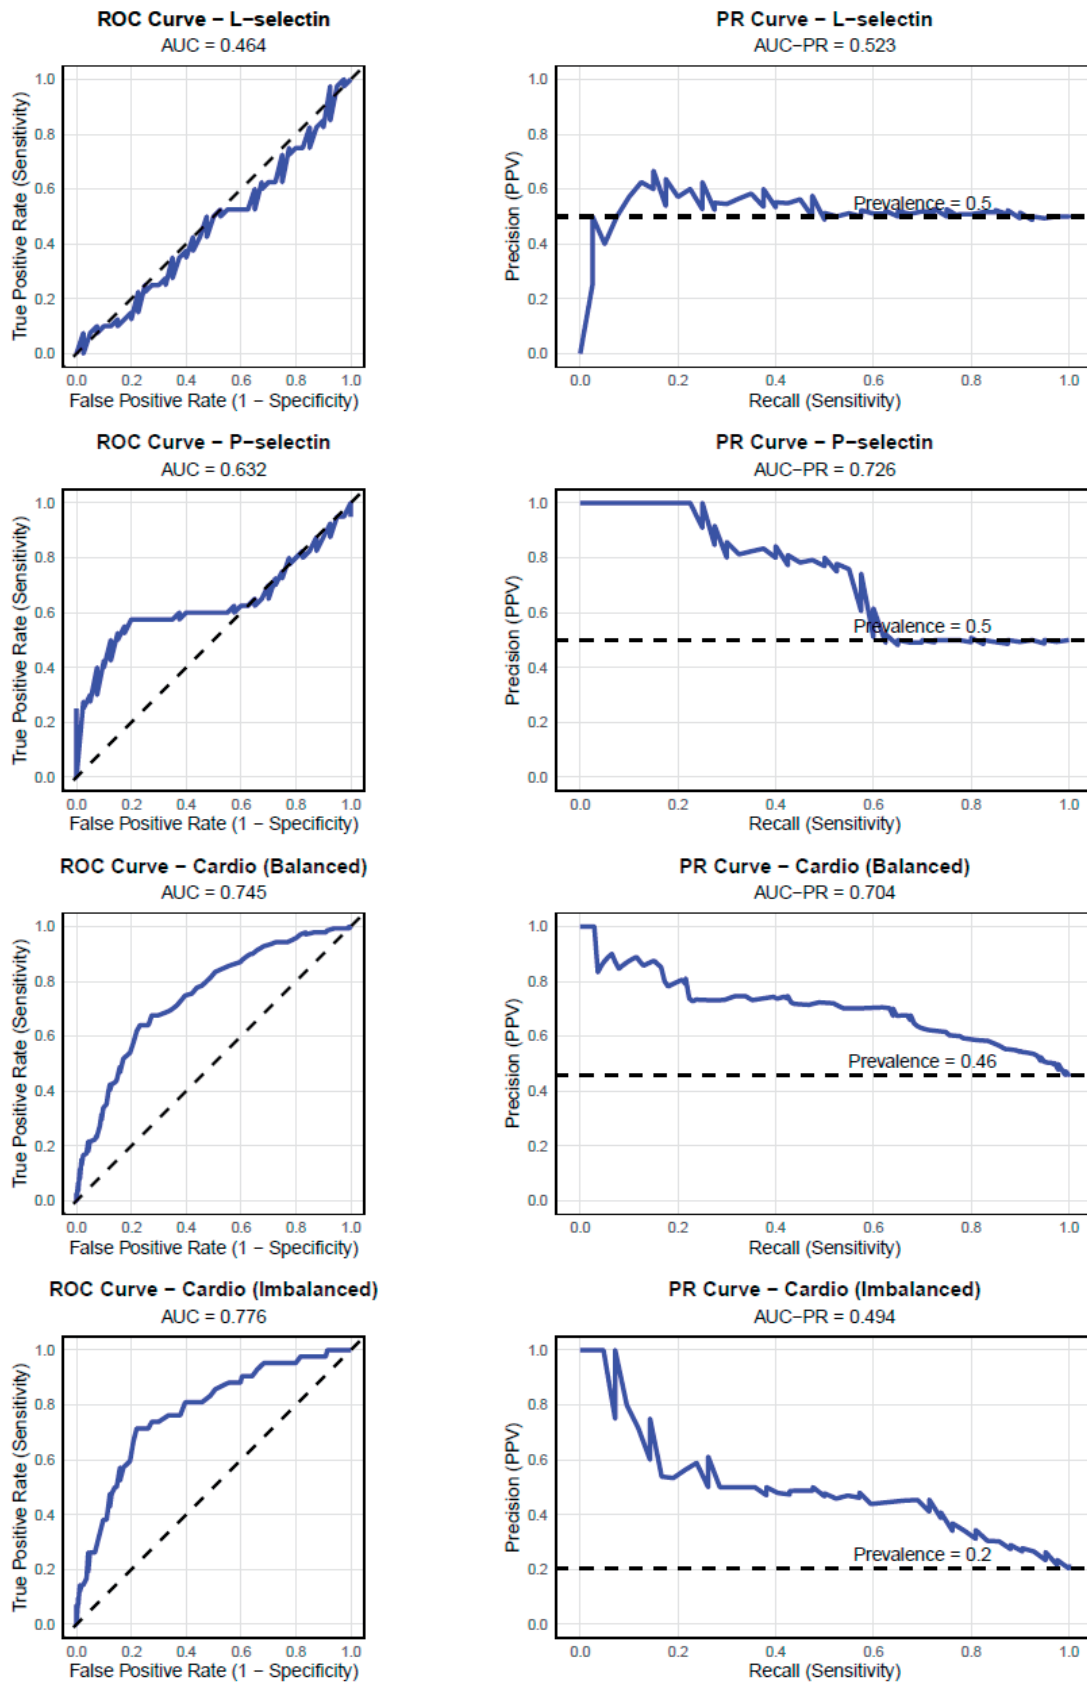 ROC Curve − L−selectin
AUC = 0.464
True Positive Rate (Sensitivity)
1.0
0.8
0.6
0.4
0.2
0.0
0.0 0.2 0.4 0.6 0.8 1.0
False Positive Rate (1 − Specificity)
PR Curve − L−selectin
AUC−PR = 0.523
Precision (PPV)
1.0
0.8
0.6
0.4
0.2
0.0
Prevalence = 0.5
0.0 0.2 0.4 0.6 0.8 1.0
Recall (Sensitivity)
ROC Curve − P−selectin
AUC = 0.632
True Positive Rate (Sensitivity)
1.0
0.8
0.6
0.4
0.2
0.0
0.0 0.2 0.4 0.6 0.8 1.0
False Positive Rate (1 − Specificity)
PR Curve − P−selectin
AUC−PR = 0.726
Precision (PPV)
1.0
0.8
0.6
0.4
0.2
0.0
Prevalence = 0.5
0.0 0.2 0.4 0.6 0.8 1.0
Recall (Sensitivity)
ROC Curve − Cardio (Balanced)
AUC = 0.745
True Positive Rate (Sensitivity)
1.0
0.8
0.6
0.4
0.2
0.0
0.0 0.2 0.4 0.6 0.8 1.0
False Positive Rate (1 − Specificity)
PR Curve − Cardio (Balanced)
AUC−PR = 0.704
Precision (PPV)
1.0
0.8
0.6
0.4
0.2
0.0
Prevalence = 0.46
0.0 0.2 0.4 0.6 0.8 1.0
Recall (Sensitivity)
ROC Curve − Cardio (Imbalanced)
AUC = 0.776
True Positive Rate (Sensitivity)
1.0
0.8
0.6
0.4
0.2
0.0
0.0 0.2 0.4 0.6 0.8 1.0
False Positive Rate (1 − Specificity)
PR Curve − Cardio (Imbalanced)
AUC−PR = 0.494
Precision (PPV)
1.0
0.8
0.6
0.4
0.2
0.0
Prevalence = 0.2
0.0 0.2 0.4 0.6 0.8 1.0
Recall (Sensitivity)